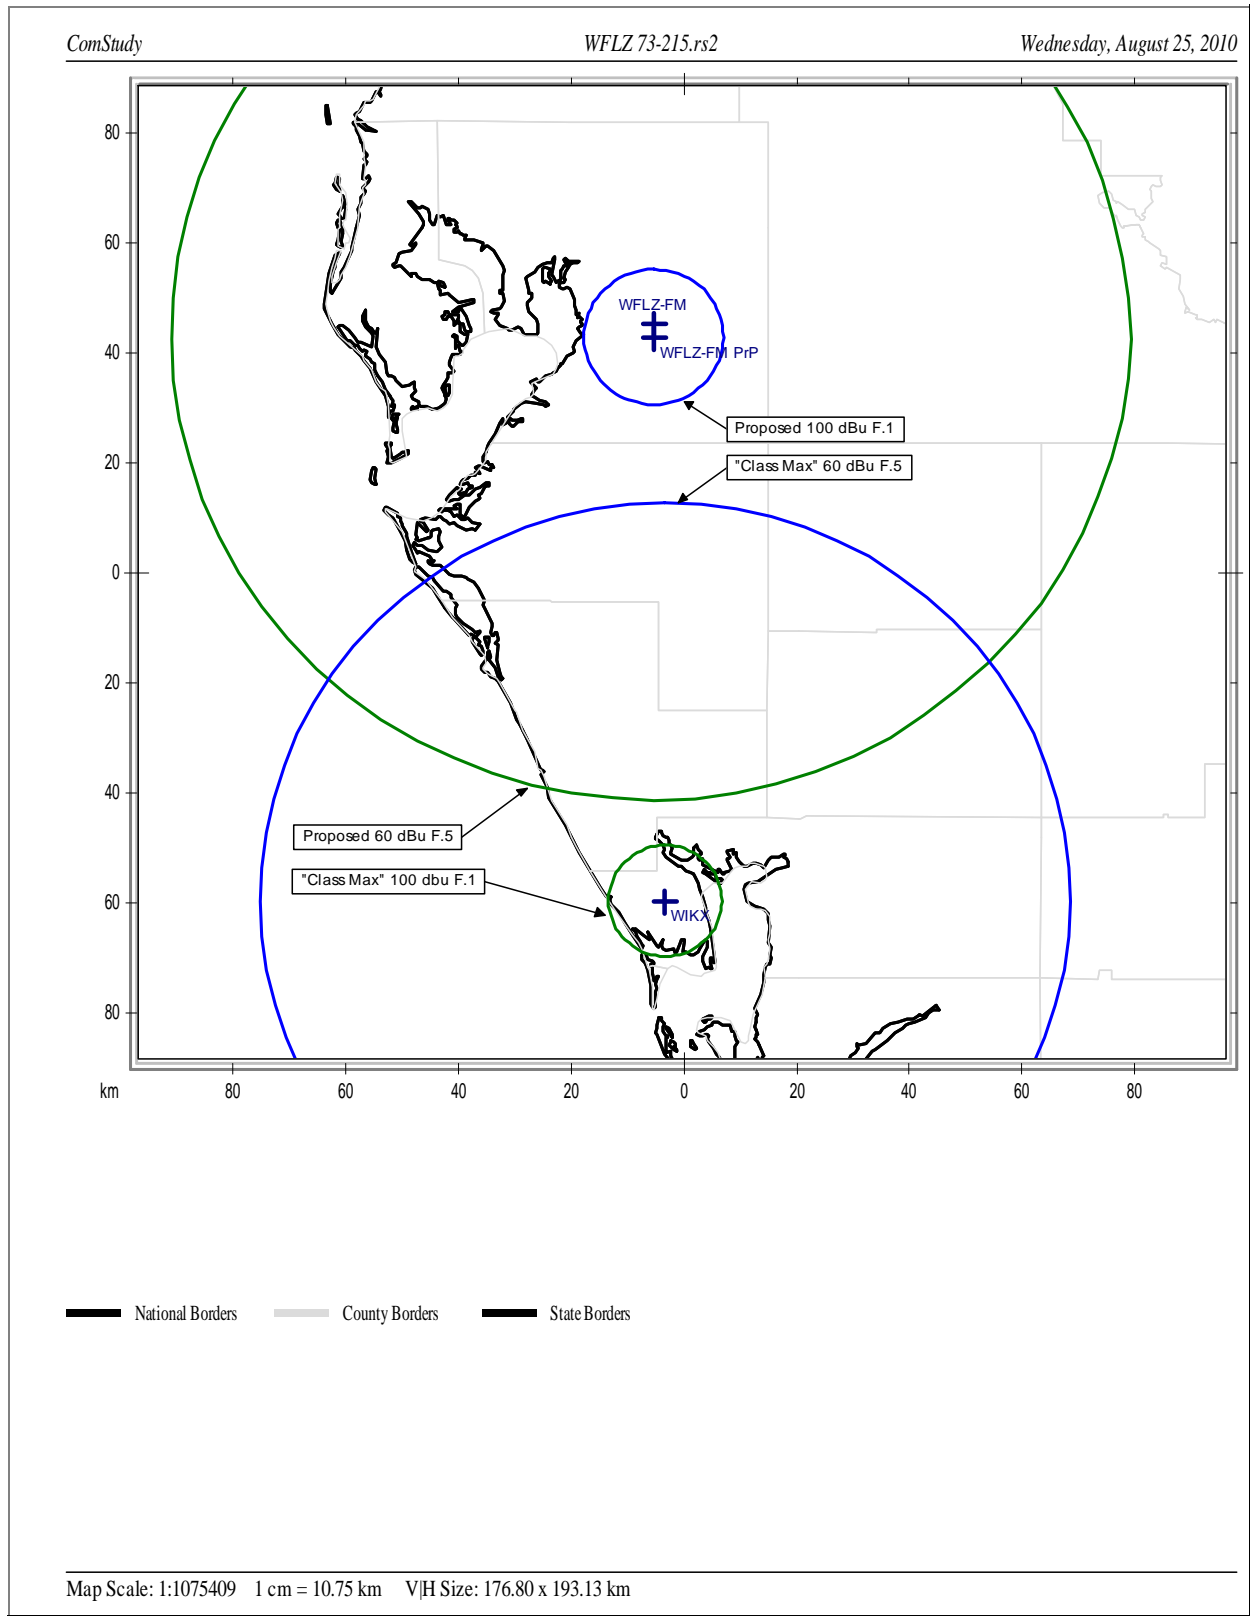 ComStudy WFLZ 73-215.rs2 Wednesday, August 25, 2010
80
60
WFLZ-FM
40
WFLZ-FM PrP
Proposed 100 dBu F.1
20
"Class Max" 60 dBu F.5
0
20
40
Proposed 60 dBu F.5
"Class Max" 100 dbu F.1
60
WIKX
80
km 80 60 40 20 0 20 40 60 80
National Borders County Borders State Borders
Map Scale: 1:1075409 1 cm = 10.75 km V|H Size: 176.80 x 193.13 km